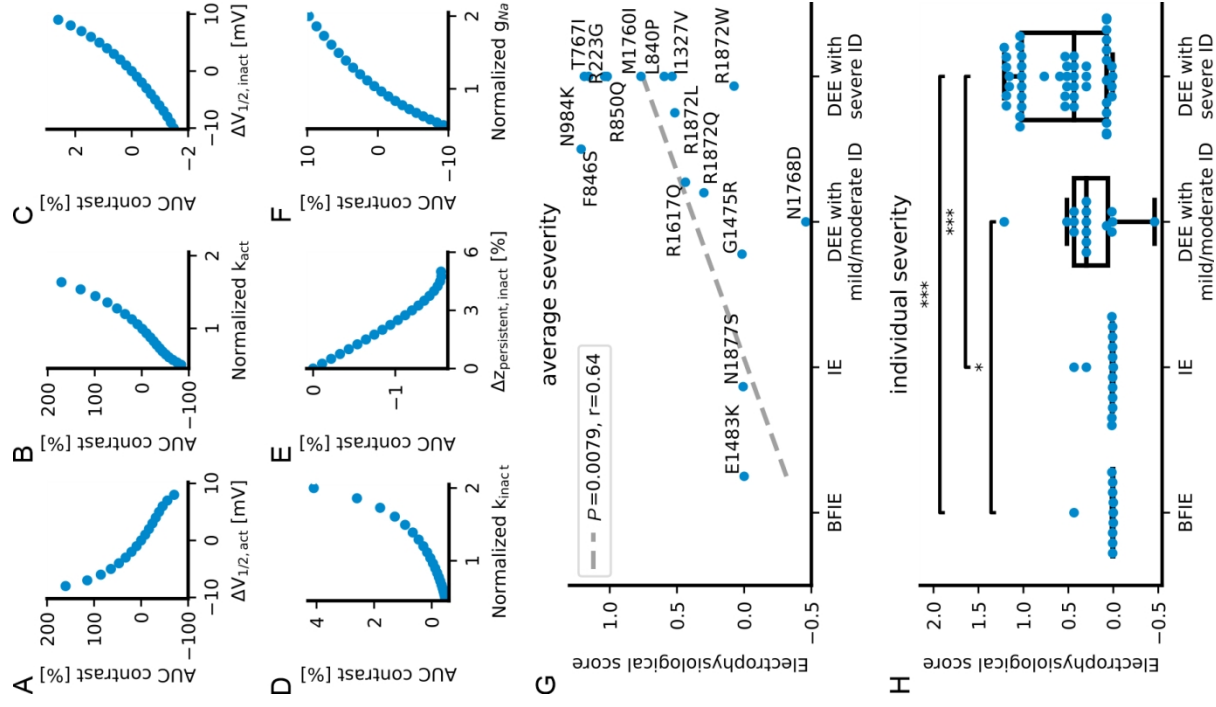 A
AUC contrast [%]
200
100
0
−100
−10
0
10
ΔV1/2, act [mV]
B
AUC contrast [%]
200
100
0
−100
1
2
Normalized kact
C
AUC contrast [%]
2
0
−2
−10
0
10
ΔV1/2, inact [mV]
D
AUC contrast [%]
4
2
0
1
2
Normalized kinact
E
AUC contrast [%]
0
−1
0
3
6
Δzpersistent, inact [%]
F
AUC contrast [%]
10
0
−10
1
2
Normalized gNa
G
average severity
Electrophysiological score
1.0
0.5
0.0
−0.5
P=0.0079, r=0.64
E1483K
N1877S
G1475R
N1768D
R1617Q
R1872Q
R1872L
F846S
N984K
R850Q
R223G
T767I
M1760I
L840P
I1327V
R1872W
BFIE
IE
DEE with
mild/moderate ID
DEE with
severe ID
H
individual severity
Electrophysiological score
2.0
1.5
1.0
0.5
0.0
−0.5
***
***
*
BFIE
IE
DEE with
mild/moderate ID
DEE with
severe ID